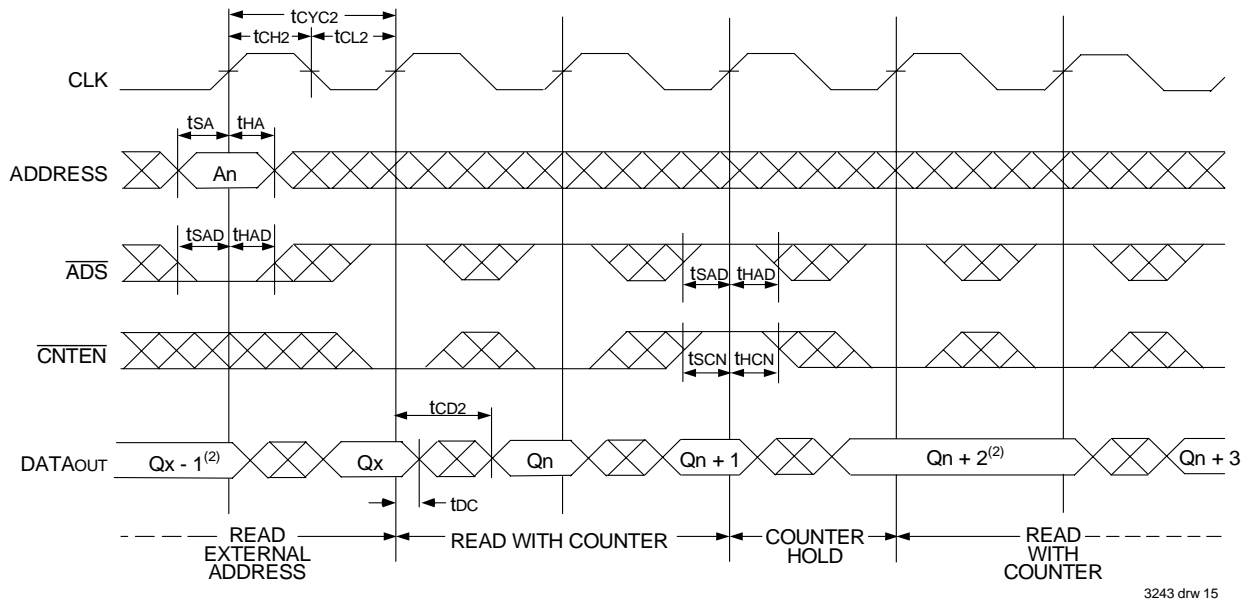 tCYC2
tCH2 tCL2
CLK
tSA tHA
ADDRESS An
tSAD tHAD
ADS tSAD tHAD
CNTEN
tSCN tHCN
tCD2
DATAOUT Qx - 1(2) Qx Qn Qn + 1 Qn + 2(2) Qn + 3
tDC
READ EXTERNAL ADDRESS
READ WITH COUNTER
COUNTER HOLD
READ WITH COUNTER
3243 drw 15